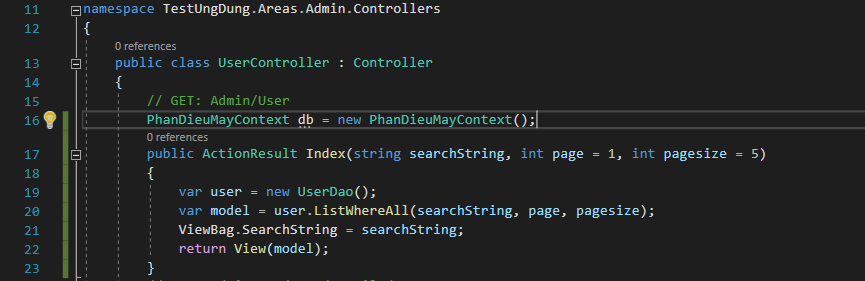 11 namespace TestUngDung.Areas.Admin.Controllers
12 {
0 references
13 public class UserController : Controller
14 {
15 // GET: Admin/User
16 PhanDieuMayContext db = new PhanDieuMayContext();
0 references
17 public ActionResult Index(string searchString, int page = 1, int pagesize = 5)
18 {
19 var user = new UserDao();
20 var model = user.ListWhereAll(searchString, page, pagesize);
21 ViewBag.SearchString = searchString;
22 return View(model);
23 }